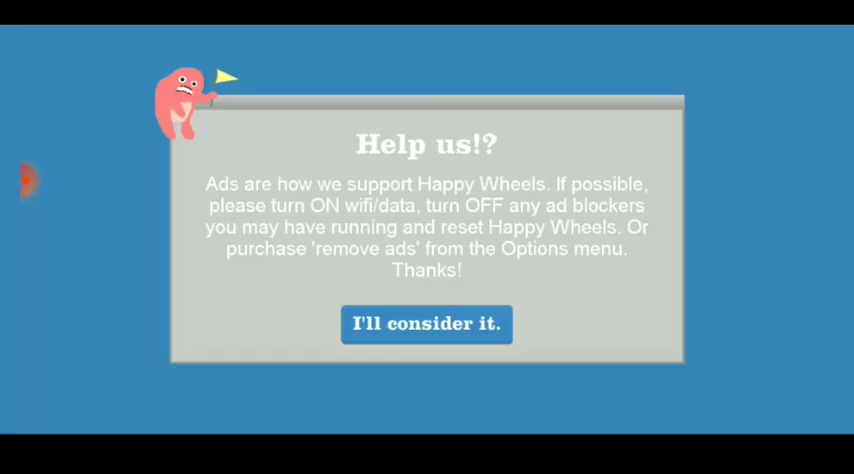 Help us!?
Ads are how we support Happy Wheels. If possible,
please turn ON wifi/data, turn OFF any ad blockers
you may have running and reset Happy Wheels. Or
purchase 'remove ads' from the Options menu.
Thanks!
I'll consider it.